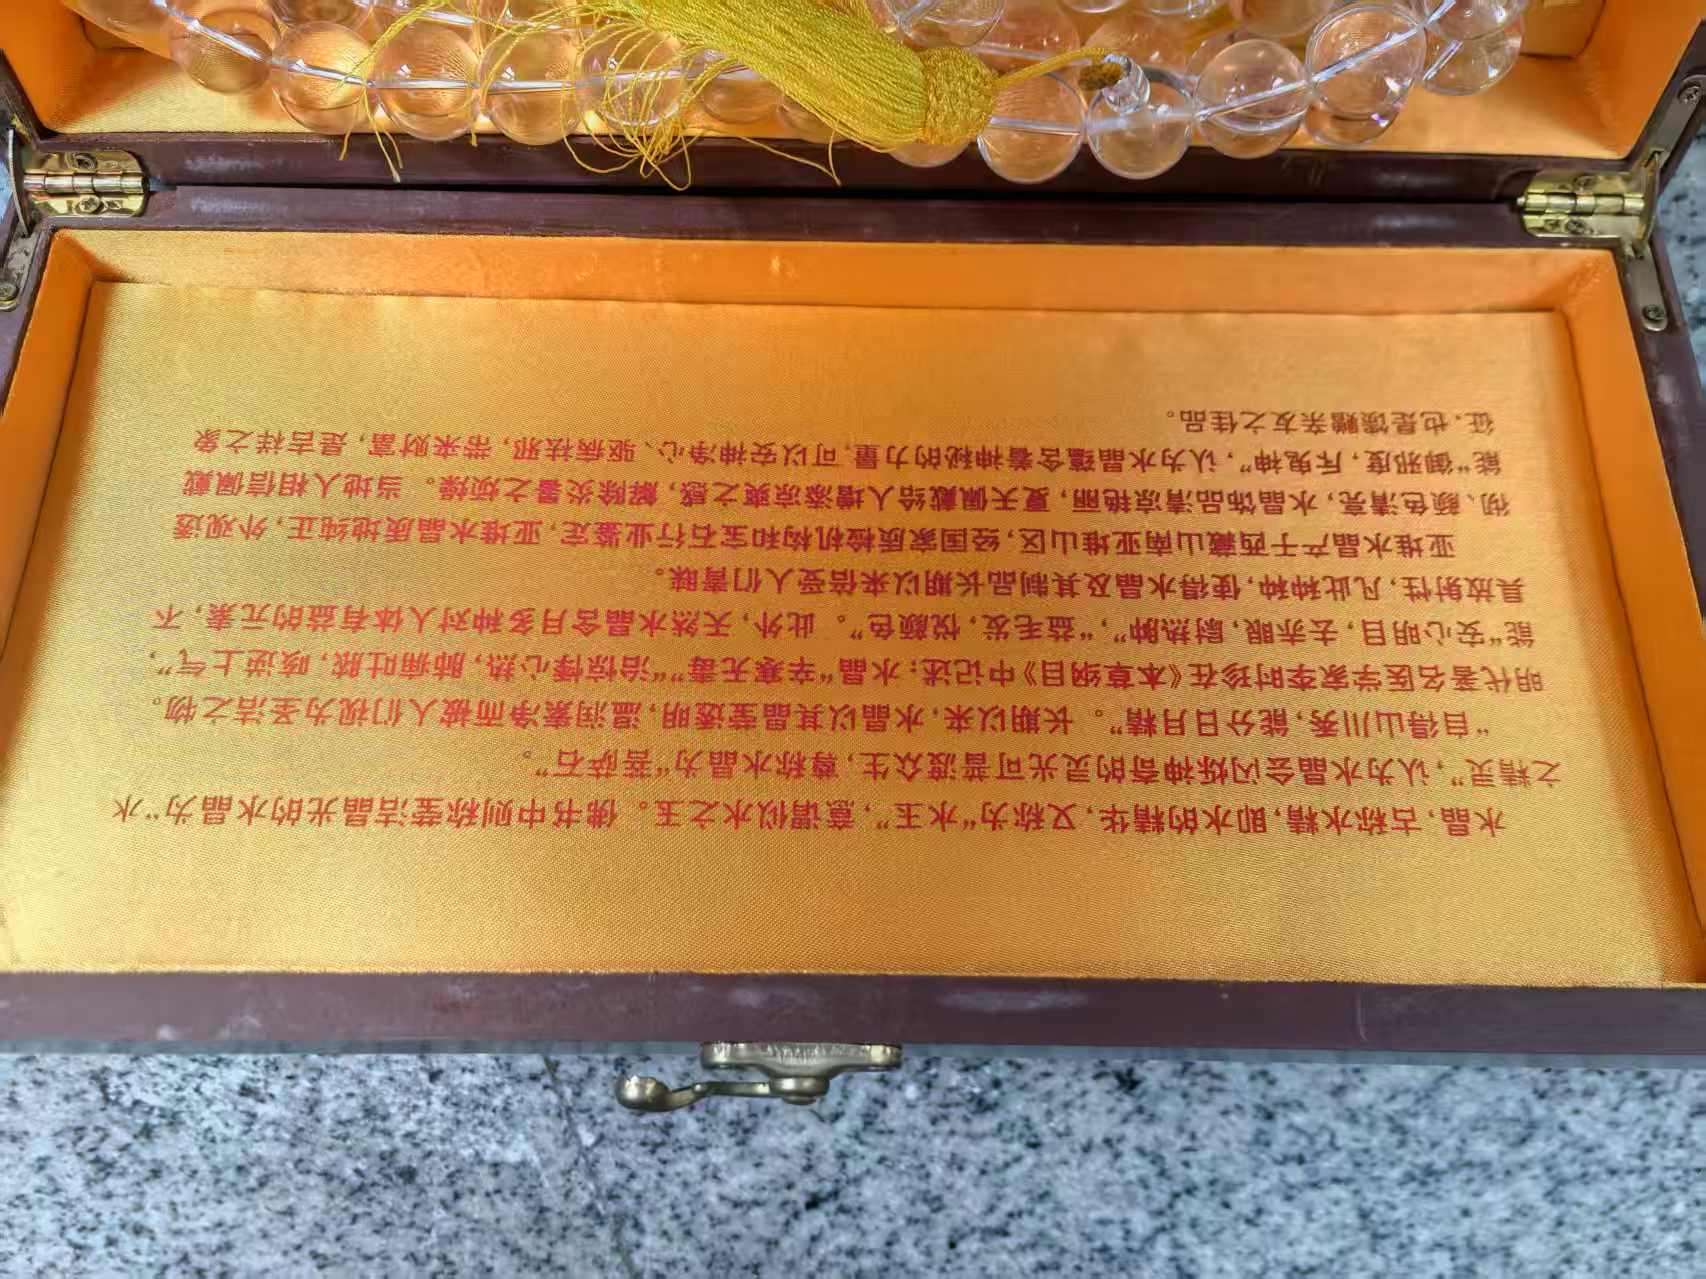 水晶，古称水精，即水的精华，又称为“水玉”，意谓似水之玉。佛书中则称莹洁晶光的水晶为“水
之精灵”，认为水晶会闪烁神奇的灵光可普渡众生，尊称水晶为“菩萨石”。
“自得山川秀，能分日月精”。长期以来，水晶以其晶莹透明，温润素净而被人们视为圣洁之物。
明代著名医学家李时珍在《本草纲目》中记述：水晶“辛寒无毒”“治惊悸心热，肺痈吐脓，咳逆上气”，
能“安心明目，去赤眼，尉热肿”，“益毛发，悦颜色”。此外，天然水晶含月多种对人体有益的元素，不
具放射性，凡此种种，使得水晶及其制品长期以来倍受人们青睐。
亚堆水晶产于西藏山南亚堆山区，经国家质检机构和宝石行业鉴定，亚堆水晶质地纯正，外观透
彻、颜色清亮，水晶饰品清凉艳丽，夏天佩戴给人增添凉爽之感，解除炎暑之烦燥。当地人相信佩戴
能“御邪度，斥鬼神”，认为水晶蕴含着神秘的力量，可以安神净心、驱病祛邪，带来财富，是吉祥之象
征，也是馈赠亲友之佳品。